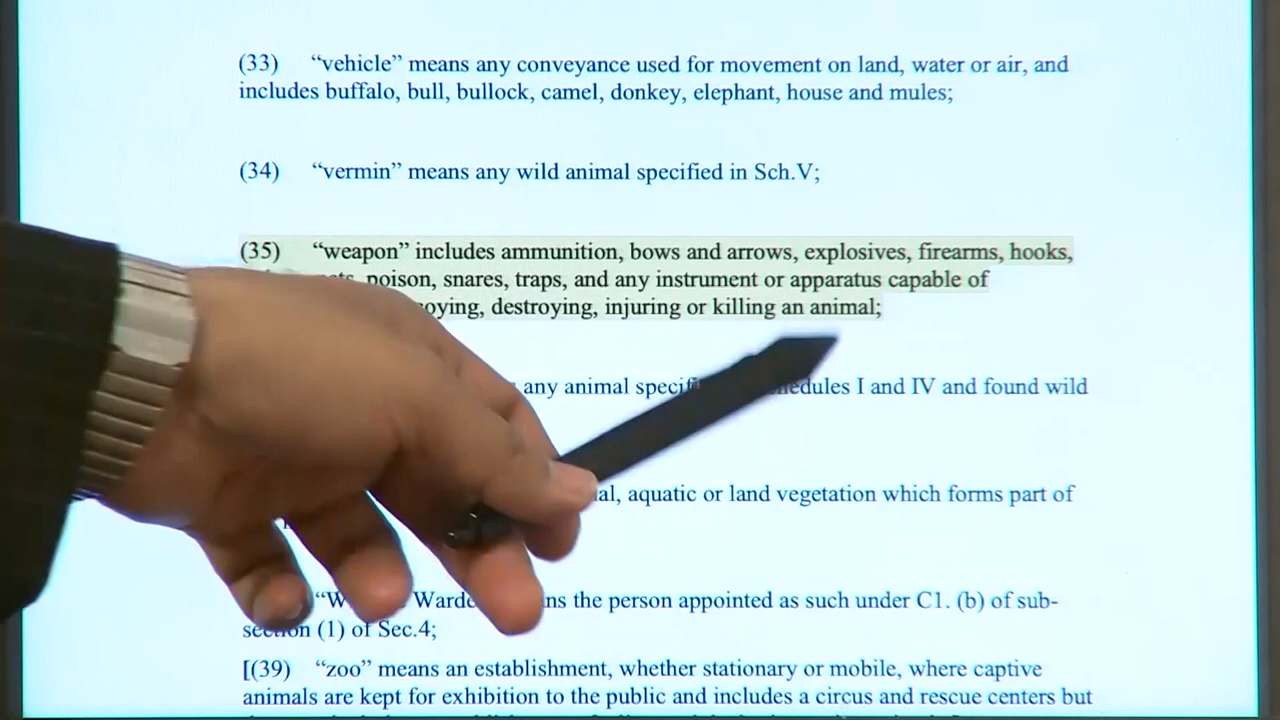 (33) “vehicle” means any conveyance used for movement on land, water or air, and
includes buffalo, bull, bullock, camel, donkey, elephant, house and mules;
(34) “vermin” means any wild animal specified in Sch.V;
(35) “weapon” includes ammunition, bows and arrows, explosives, firearms, hooks,
poison, snares, traps, and any instrument or apparatus capable of
destroying, injuring or killing an animal;
any animal I and IV and found wild
aquatic or land vegetation which forms part of
the person appointed as such under C1. (b) of sub-
section (1) of Sec.4;
[(39) “zoo” means an establishment, whether stationary or mobile, where captive
animals are kept for exhibition to the public and includes a circus and rescue centers but